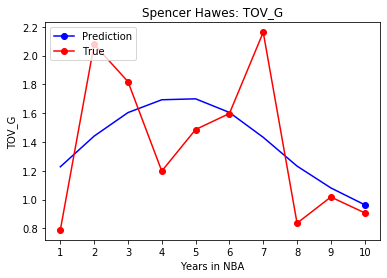 Spencer Hawes: TOV_G
Prediction
True
2.2
2.0
1.8
1.6
1.4
1.2
1.0
0.8
TOV_G
1 2 3 4 5 6 7 8 9 10
Years in NBA